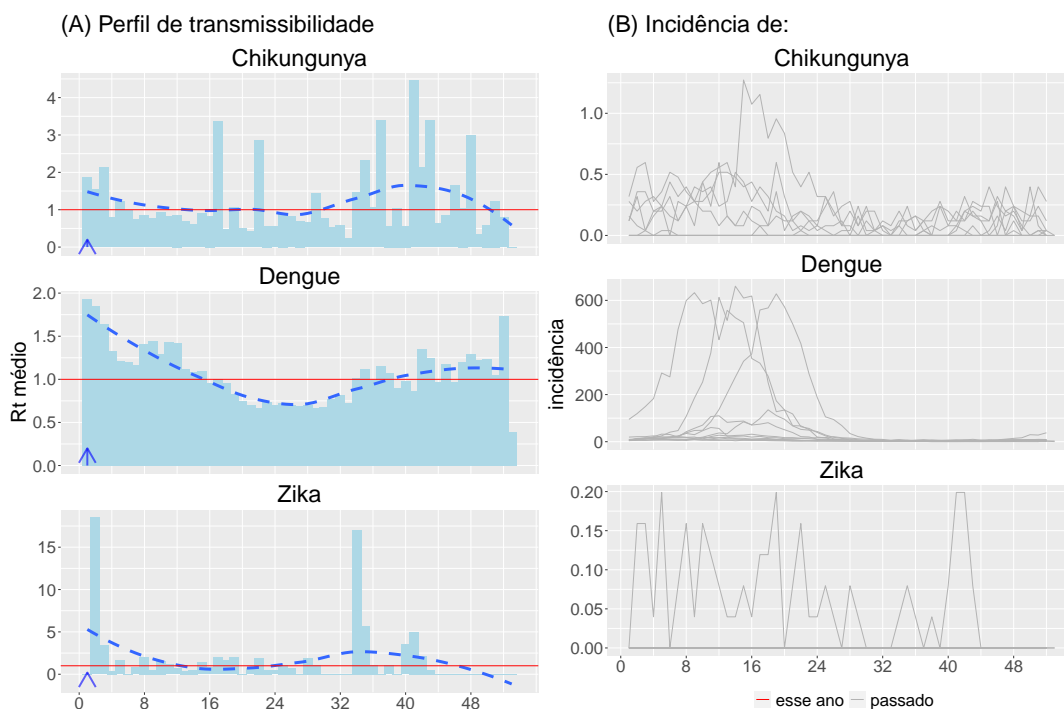 (A) Perfil de transmissibilidade
Chikungunya
4
3
2
1
0
Dengue
2.0
1.5
1.0
0.5
0.0
Rt médio
Zika
15
10
5
0
0 8 16 24 32 40 48
(B) Incidência de:
Chikungunya
1.0
0.5
0.0
Dengue
600
400
200
0
incidência
Zika
0.20
0.15
0.10
0.05
0.00
0 8 16 24 32 40 48
esse ano passado